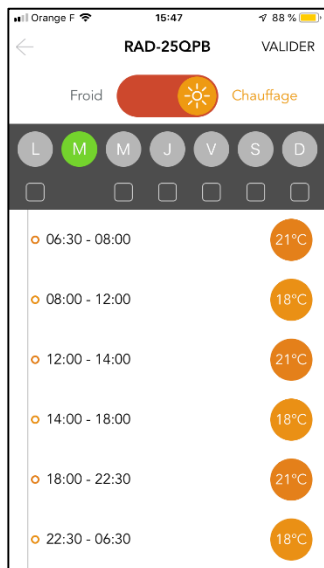 Orange F 15:47 88 %
RAD-25QPB VALIDER
Froid Chauffage
L M M J V S D
06:30 - 08:00 21°C
08:00 - 12:00 18°C
12:00 - 14:00 21°C
14:00 - 18:00 18°C
18:00 - 22:30 21°C
22:30 - 06:30 18°C